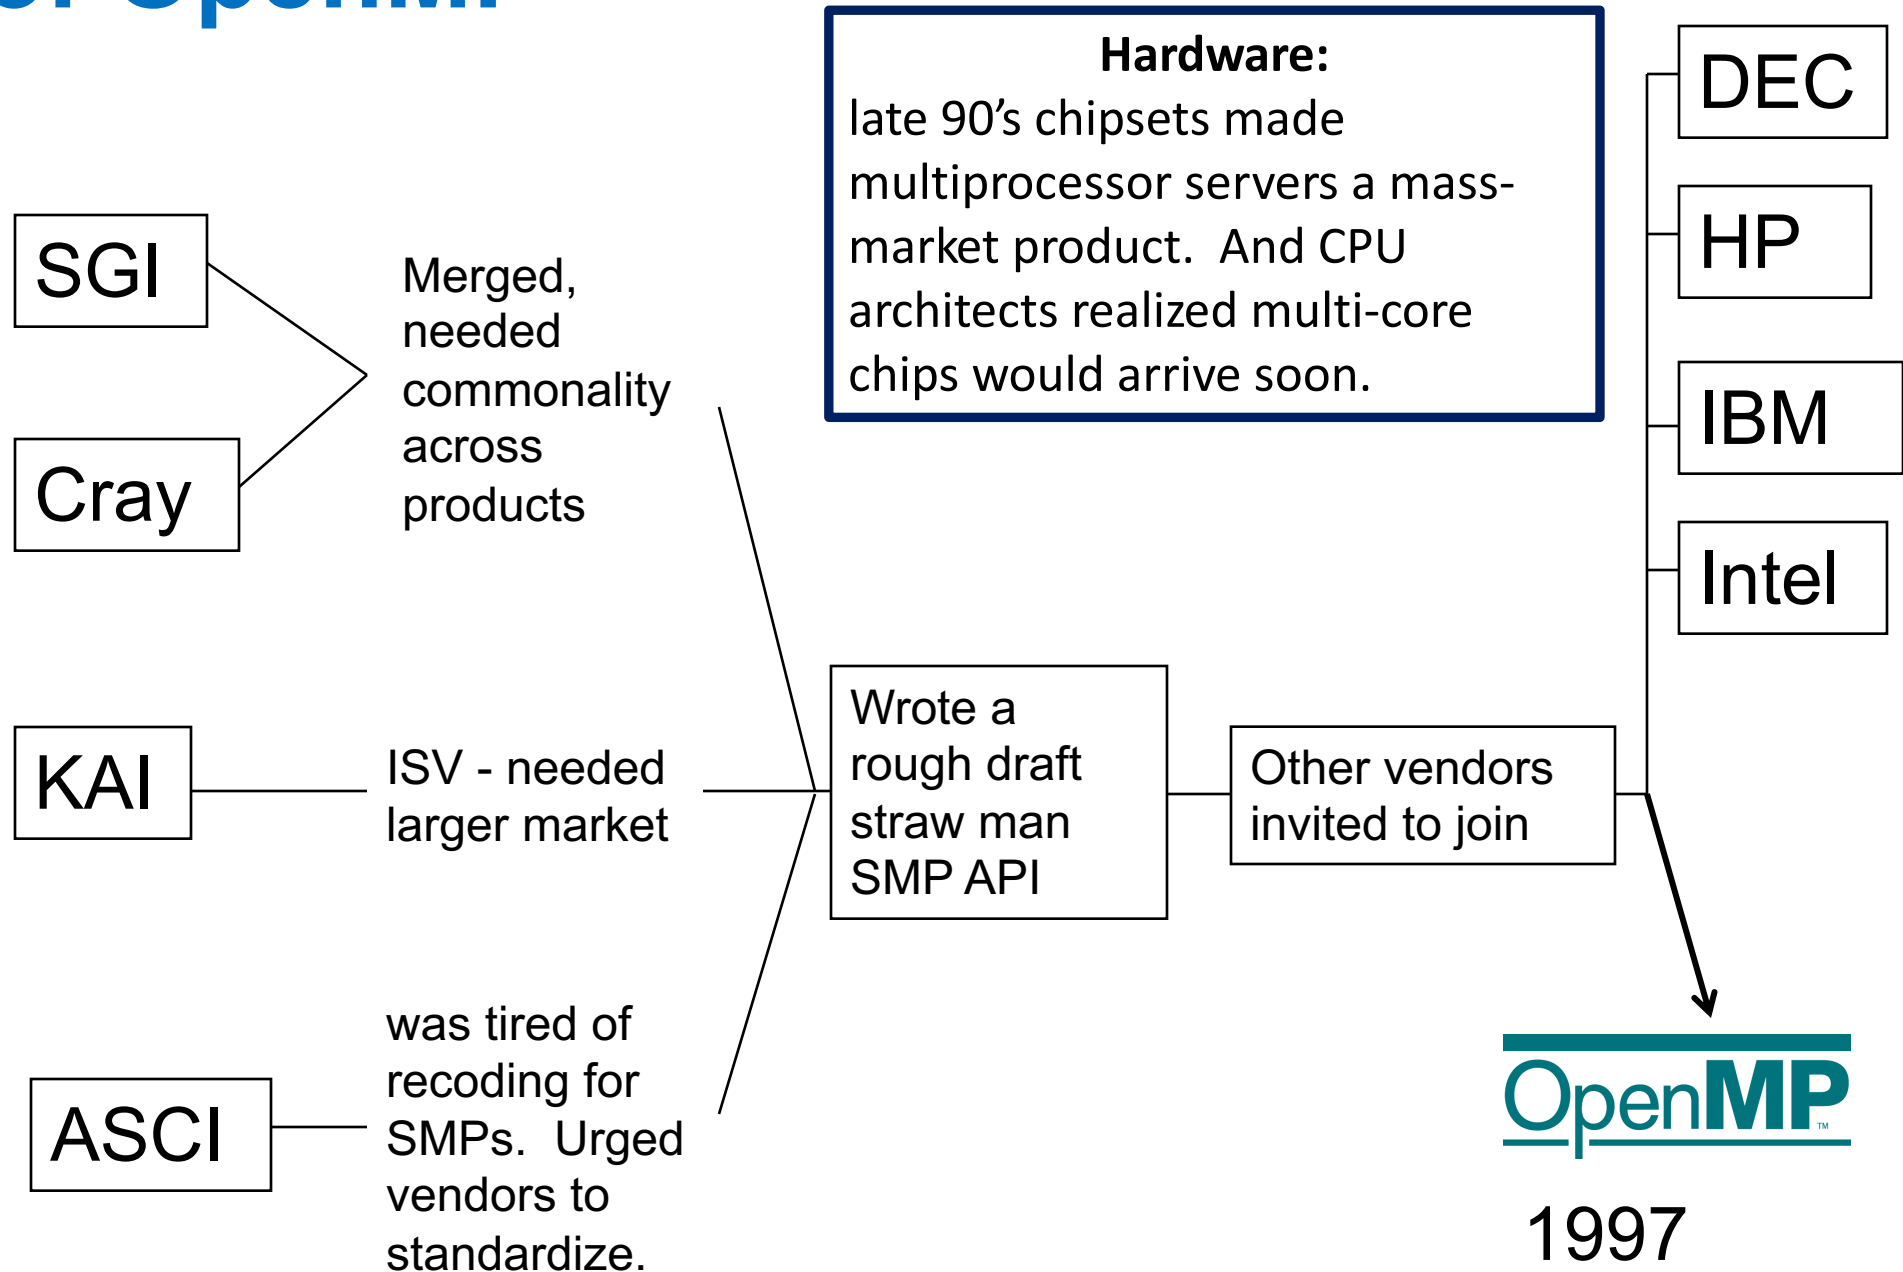 of OpenMP
Hardware:
late 90’s chipsets made
multiprocessor servers a mass-
market product.  And CPU
architects realized multi-core
chips would arrive soon.
DEC
HP
IBM
Intel
SGI
Cray
Merged,
needed
commonality
across
products
KAI
ISV - needed
larger market
ASCI
was tired of
recoding for
SMPs.  Urged
vendors to
standardize.
Wrote a
rough draft
straw man
SMP API
Other vendors
invited to join
OpenMP™
1997